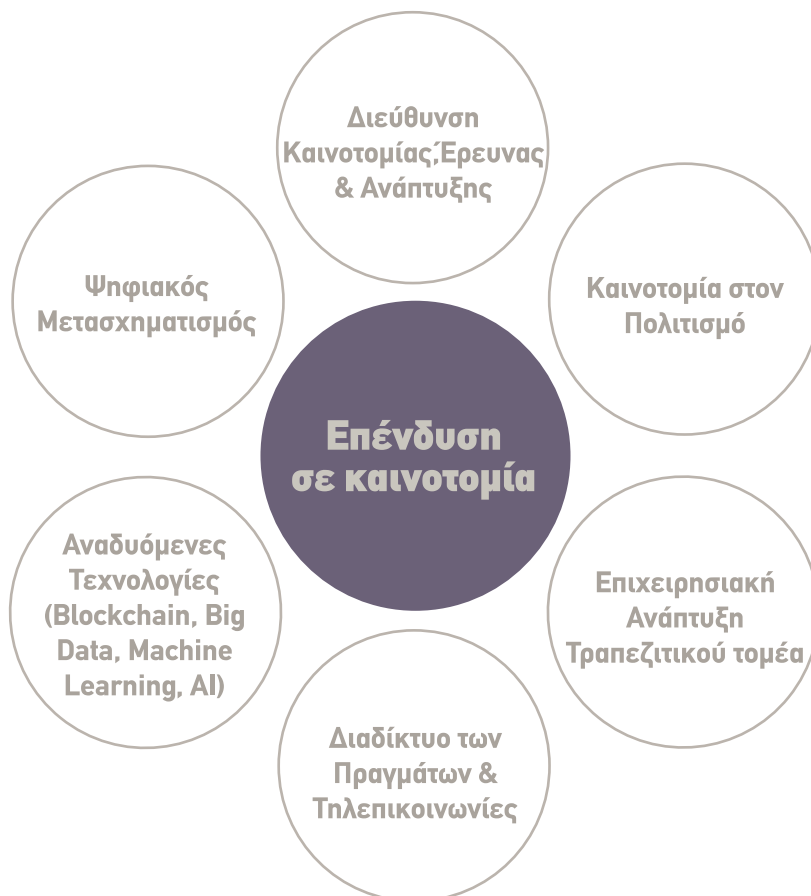 Διεύθυνση
Καινοτομίας,Έρευνας
& Ανάπτυξης
Ψηφιακός
Μετασχηματισμός
Καινοτομία στον
Πολιτισμό
Επένδυση
σε καινοτομία
Αναδυόμενες
Τεχνολογίες
(Blockchain, Big
Data, Machine
Learning, AI)
Επιχειρησιακή
Ανάπτυξη
Τραπεζιτικού τομέα
Διαδίκτυο των
Πραγμάτων &
Τηλεπικοινωνίες